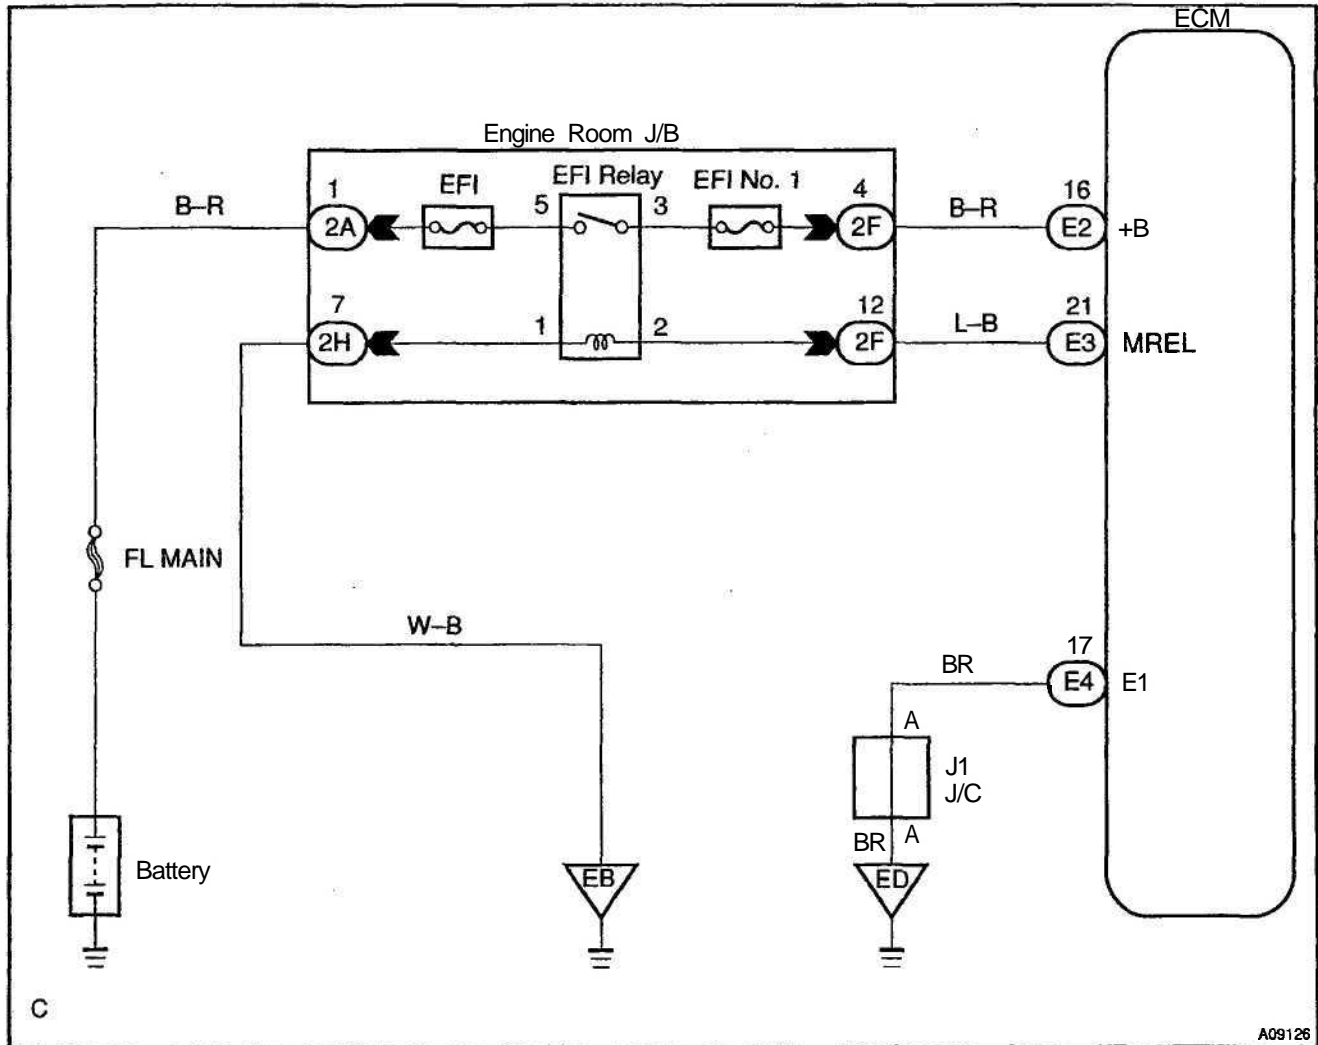 ECM
Engine Room J/B
1
EFI
EFI Relay
EFI No. 1
4
16
B–R
5
3
B–R
2A
2F
E2
+B
7
1
2
12
L–B
21
2H
2F
E3
MREL
FL MAIN
W–B
17
BR
E4
E1
A
J1
J/C
BR
A
Battery
EB
ED
C
A09126